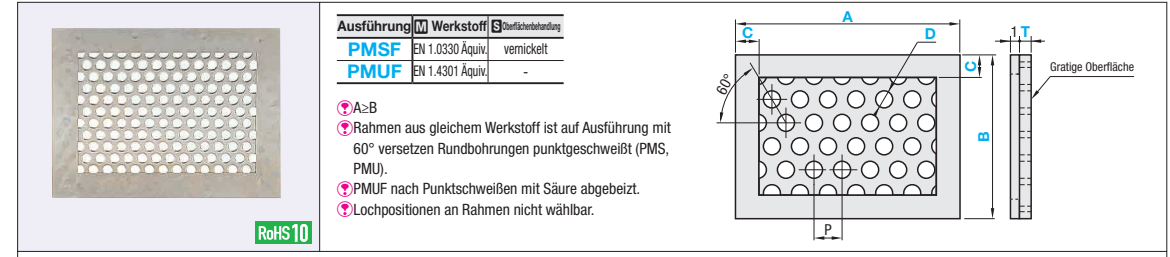 RoHS10
Ausführung M Werkstoff S Oberflächenbehandlung
PMSF EN 1.0330 Äquiv. vernickelt
PMUF EN 1.4301 Äquiv. -
A≥B
Rahmen aus gleichem Werkstoff ist auf Ausführung mit
60° versetzen Rundbohrungen punktgeschweißt (PMS,
PMU).
PMUF nach Punktschweißen mit Säure abgebeizt.
Lochpositionen an Rahmen nicht wählbar.
A
C
D
1 T
C
Gratige Oberfläche
60°
B
P